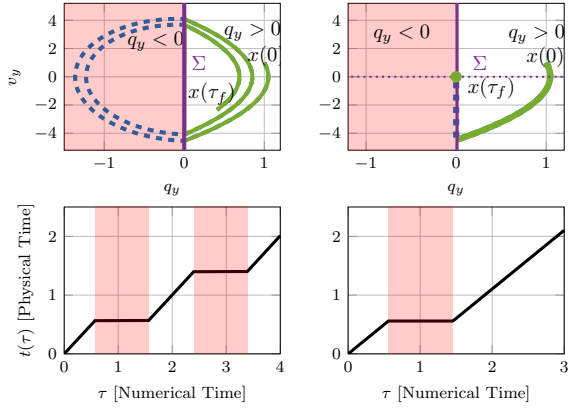 4
2
0
−2
−4
v_y
q_y < 0
q_y > 0
x(0)
Σ
x(τ_f)
−1
0
1
q_y
4
2
0
−2
−4
q_y < 0
q_y > 0
x(0)
Σ
x(τ_f)
−1
0
1
q_y
2
1
0
t(τ) [Physical Time]
0
1
2
3
4
τ [Numerical Time]
2
1
0
0
1
2
3
τ [Numerical Time]